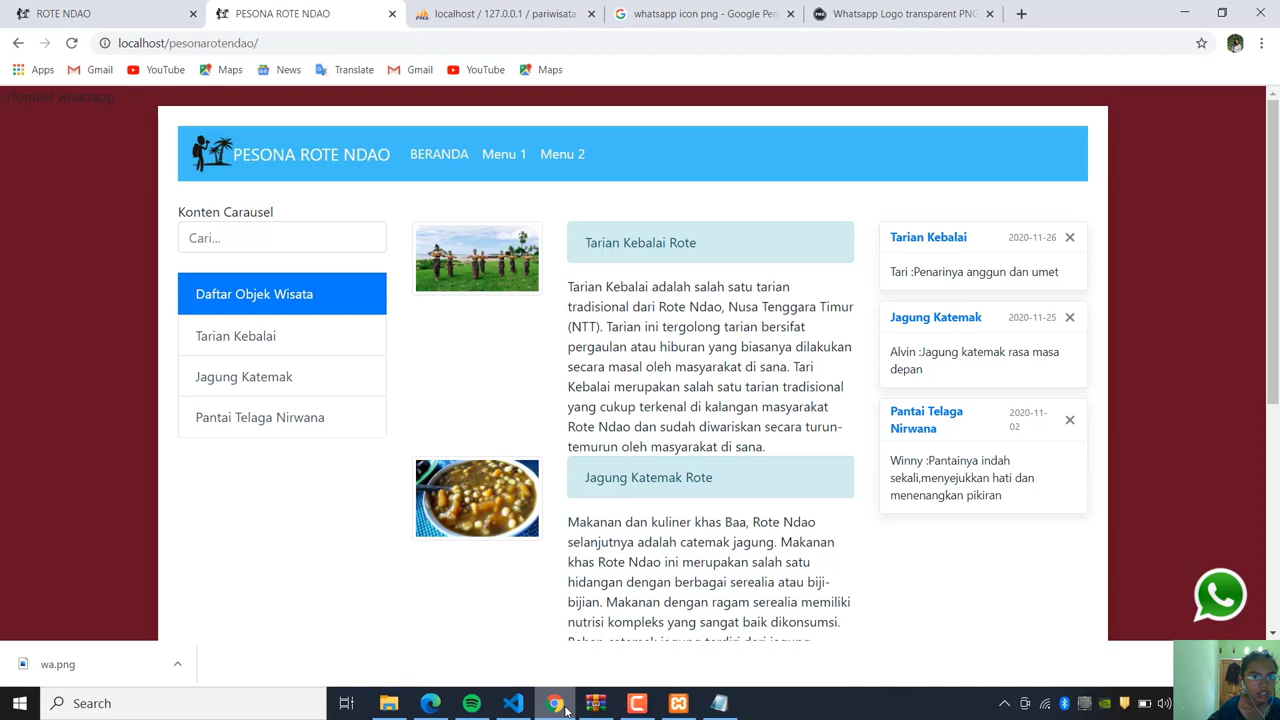 ROTE NDAO
PESONA ROTE NDAO
localhost / 127.0.0.1 / pariwisata
whatsapp icon png - Google Pen
Whatsapp Logo transparent PNG
localhost/pesonarotendao/
Apps Gmail YouTube Maps News Translate Gmail YouTube Maps
//Tombol whatsapp
PESONA ROTE NDAO BERANDA Menu 1 Menu 2
Konten Carausel
Cari...
Daftar Objek Wisata
Tarian Kebalai
Jagung Katemak
Pantai Telaga Nirwana
Tarian Kebalai Rote
Tarian Kebalai adalah salah satu tarian
tradisional dari Rote Ndao, Nusa Tenggara Timur
(NTT). Tarian ini tergolong tarian bersifat
pergaulan atau hiburan yang biasanya dilakukan
secara masal oleh masyarakat di sana. Tari
Kebalai merupakan salah satu tarian tradisional
yang cukup terkenal di kalangan masyarakat
Rote Ndao dan sudah diwariskan secara turun-
temurun oleh masyarakat di sana.
Jagung Katemak Rote
Makanan dan kuliner khas Baa, Rote Ndao
selanjutnya adalah catemak jagung. Makanan
khas Rote Ndao ini merupakan salah satu
hidangan dengan berbagai serealia atau biji-
bijian. Makanan dengan ragam serealia memiliki
nutrisi kompleks yang sangat baik dikonsumsi.
Bahan catemak jagung terdiri dari jagung
Tarian Kebalai 2020-11-26
Tari :Penarinya anggun dan umet
Jagung Katemak 2020-11-25
Alvin :Jagung katemak rasa masa
depan
Pantai Telaga
Nirwana
2020-11-
02
Winny :Pantainya indah
sekali,menyejukkan hati dan
menenangkan pikiran
wa.png
Search